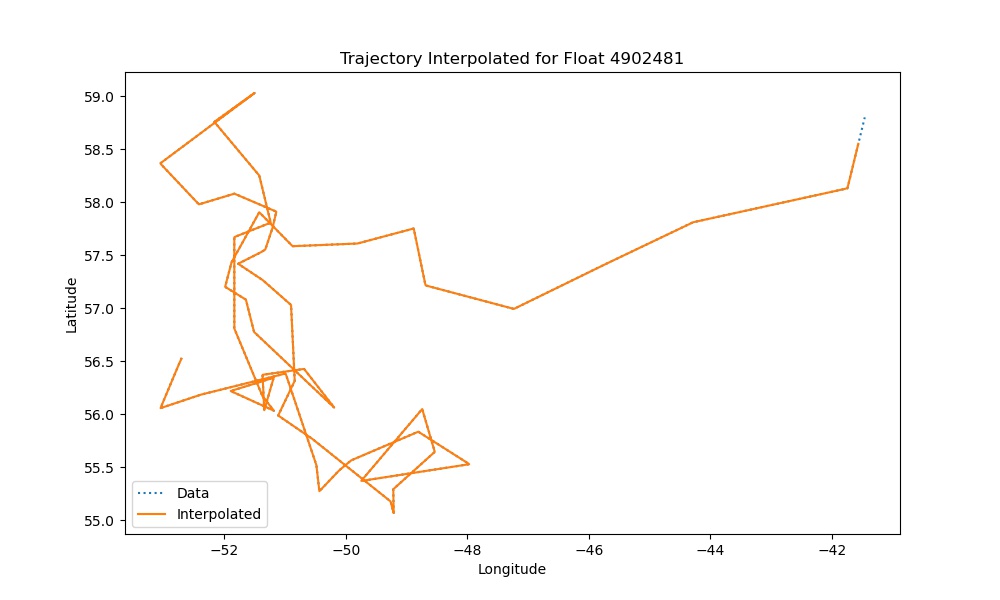 Trajectory Interpolated for Float 4902481
Latitude
59.0
58.5
58.0
57.5
57.0
56.5
56.0
55.5
55.0
Data
Interpolated
−52 −50 −48 −46 −44 −42
Longitude